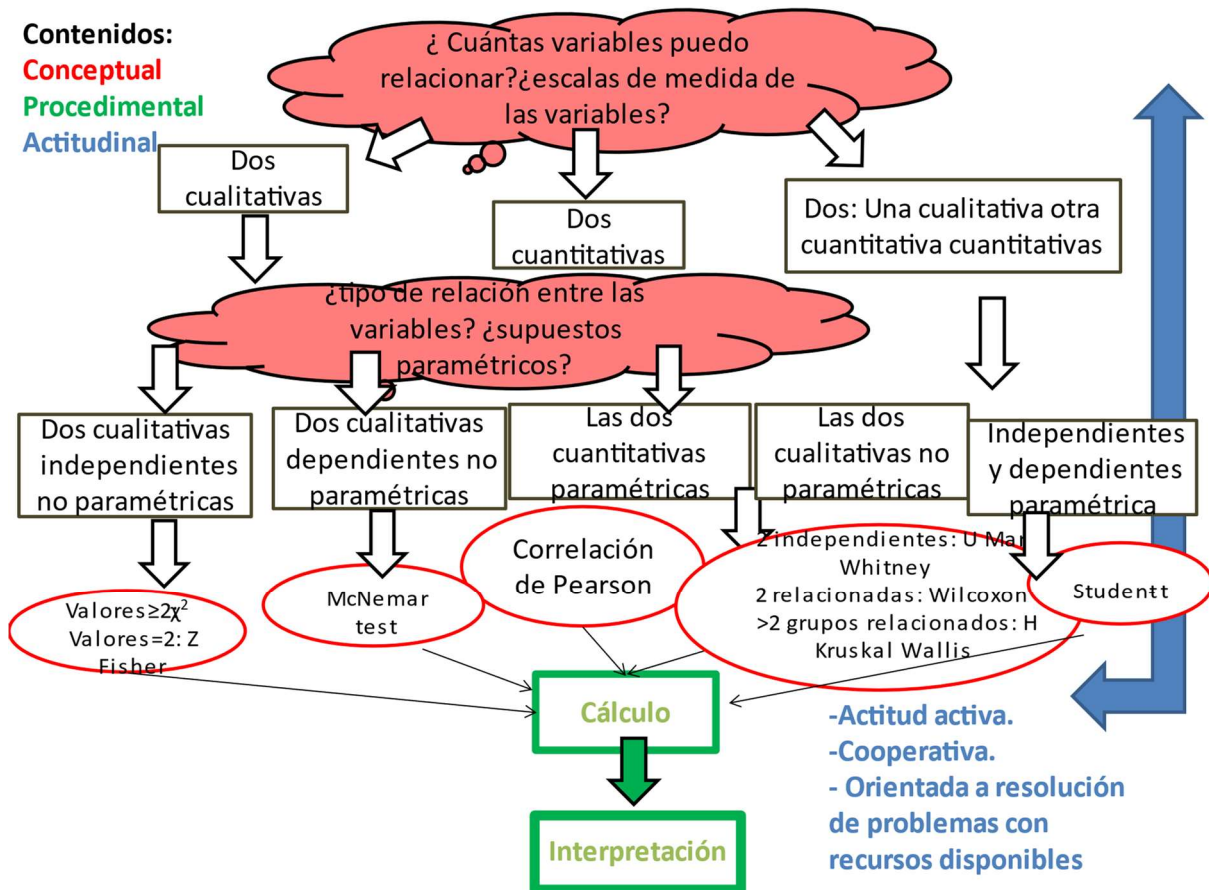 Contenidos:
Conceptual
Procedimental
Actitudinal
¿ Cuántas variables puedo
relacionar?¿escalas de medida de
las variables?
Dos
cualitativas
Dos
cuantitativas
Dos: Una cualitativa otra
cuantitativa cuantitativas
¿tipo de relación entre las
variables? ¿supuestos
paramétricos?
Dos cualitativas
independientes
no paramétricas
Dos cualitativas
dependientes no
paramétricas
Las dos
cuantitativas
paramétricas
Las dos
cualitativas no
paramétricas
Independientes
y dependientes
paramétrica
Valores≥2χ²
Valores=2: Z
Fisher
McNemar
test
Correlación
de Pearson
2 independientes: U Man
Whitney
2 relacionadas: Wilcoxon
>2 grupos relacionados: H
Kruskal Wallis
Student-t
Cálculo
Interpretación
-Actitud activa.
-Cooperativa.
- Orientada a resolución
de problemas con
recursos disponibles